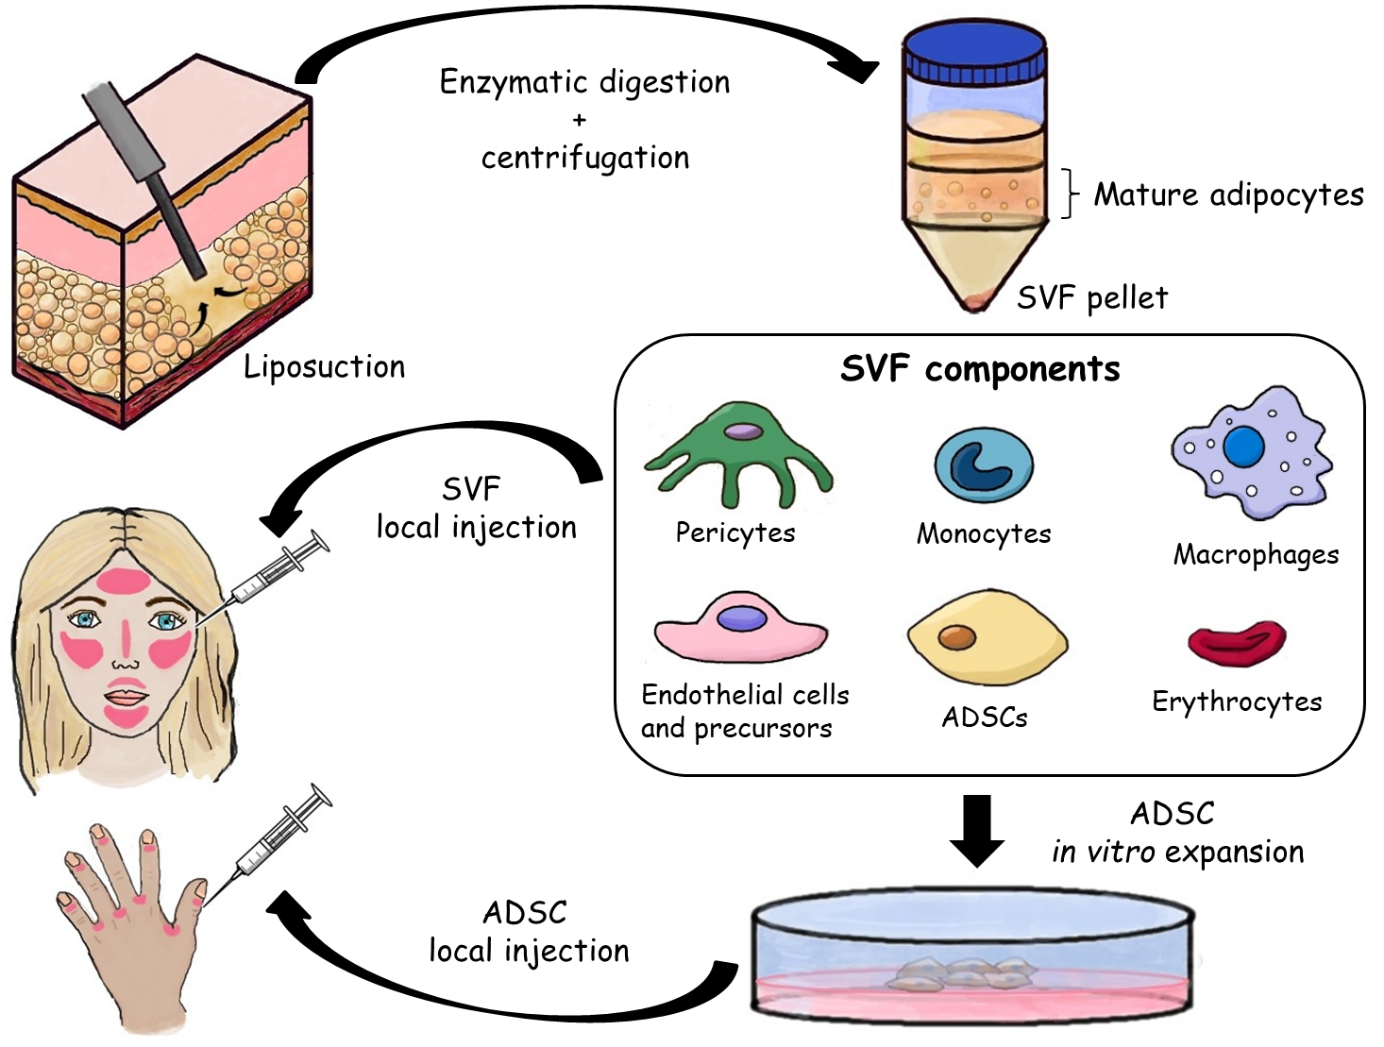 Enzymatic digestion
+
centrifugation
Mature adipocytes
SVF pellet
Liposuction
SVF components
Pericytes
Monocytes
Macrophages
Endothelial cells
and precursors
ADSCs
Erythrocytes
SVF
local injection
ADSC
in vitro expansion
ADSC
local injection